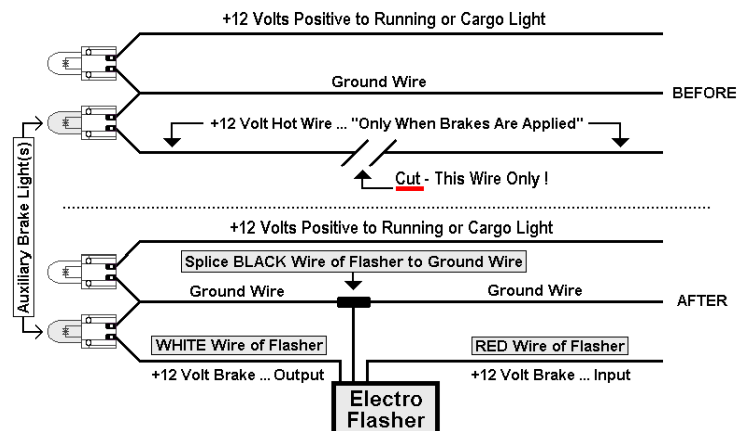 +12 Volts Positive to Running or Cargo Light
Ground Wire
BEFORE
+12 Volt Hot Wire ... "Only When Brakes Are Applied"
Cut - This Wire Only !
Auxiliary Brake Light(s)
+12 Volts Positive to Running or Cargo Light
Splice BLACK Wire of Flasher to Ground Wire
Ground Wire
Ground Wire
AFTER
WHITE Wire of Flasher
RED Wire of Flasher
+12 Volt Brake ... Output
+12 Volt Brake ... Input
Electro
Flasher